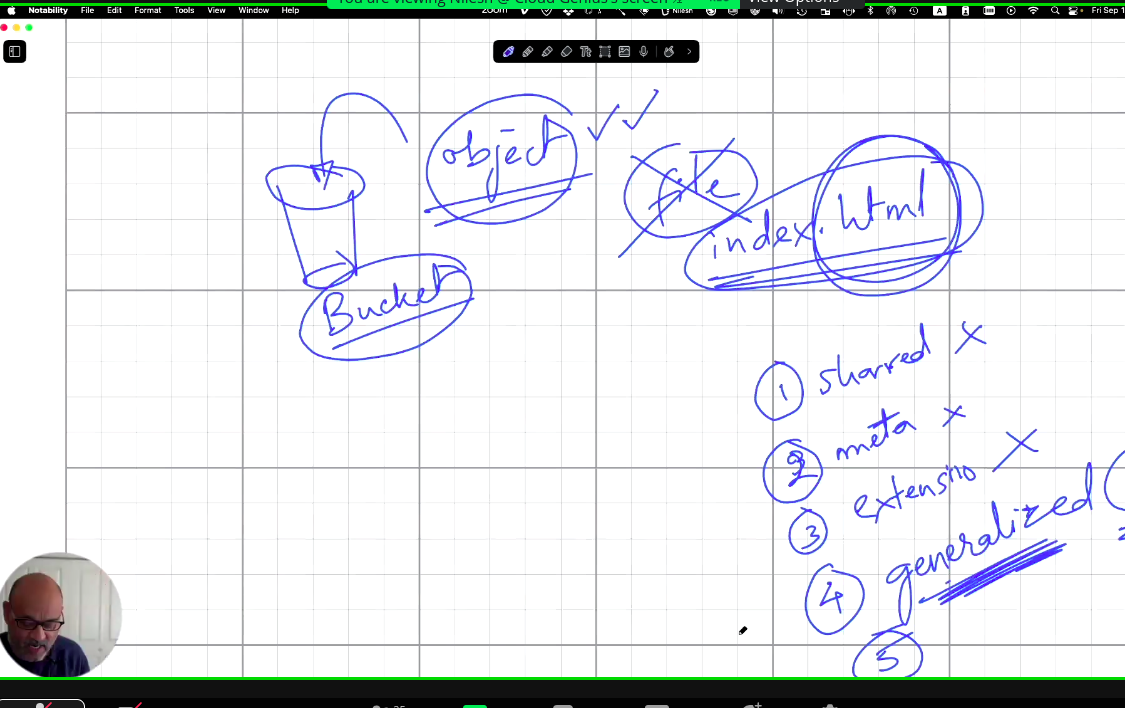 You are viewing Nilesh @ Cloud Genius's screen
View Options
Notability File Edit Format Tools View Window Help
zoom
Nilesh
Fri Sep 1
object
file
index.html
Bucket
1 sharred X
2 meta X
3 extensio X
4 generalized (
5